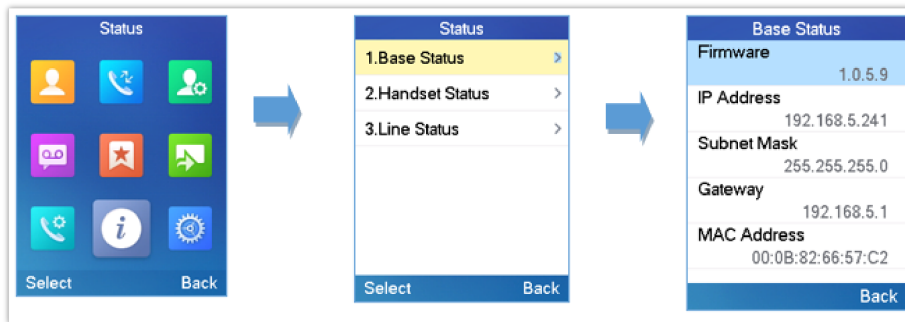 Status
Select Back
Status
1.Base Status
2.Handset Status
3.Line Status
Select Back
Base Status
Firmware
1.0.5.9
IP Address
192.168.5.241
Subnet Mask
255.255.255.0
Gateway
192.168.5.1
MAC Address
00:0B:82:66:57:C2
Back